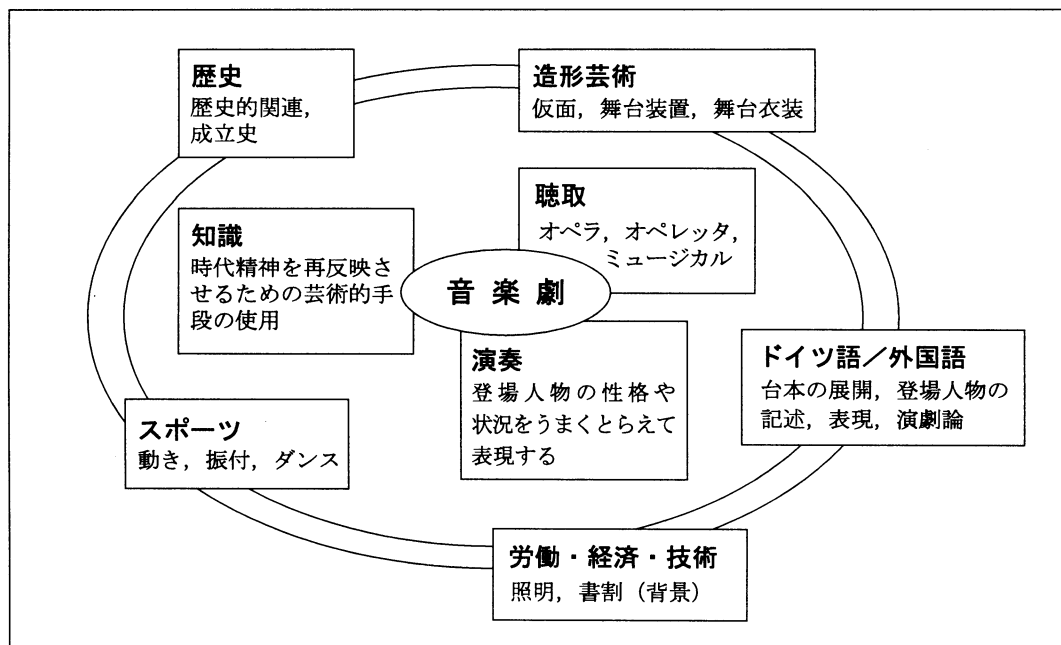 歴史
歴史的関連，
成立史
造形芸術
仮面，舞台装置，舞台衣装
聴取
オペラ，オペレッタ，
ミュージカル
知識
時代精神を再反映さ
せるための芸術的手
段の使用
音楽劇
演奏
登場人物の性格や
状況をうまくとらえて
表現する
ドイツ語／外国語
台本の展開，登場人物の
記述，表現，演劇論
スポーツ
動き，振付，ダンス
労働・経済・技術
照明，書割（背景）